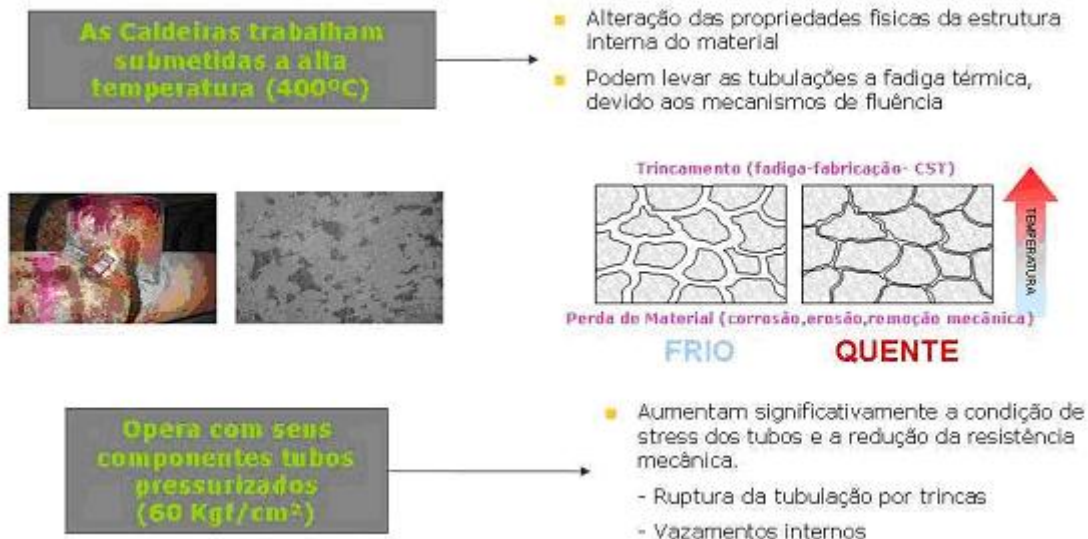 As Caldeiras trabalham
submetidas a alta
temperatura (400ºC)
Alteração das propriedades físicas da estrutura
interna do material
Podem levar as tubulações a fadiga térmica,
devido aos mecanismos de fluência
Trincamento (fadiga-fabricação- CST)
TEMPERATURA
Perda de Material (corrosão,erosão,remoção mecânica)
FRIO
QUENTE
Opera com seus
componentes tubos
pressurizados
(60 Kgf/cm²)
Aumentam significativamente a condição de
stress dos tubos e a redução da resistência
mecânica.
- Ruptura da tubulação por trincas
- Vazamentos internos